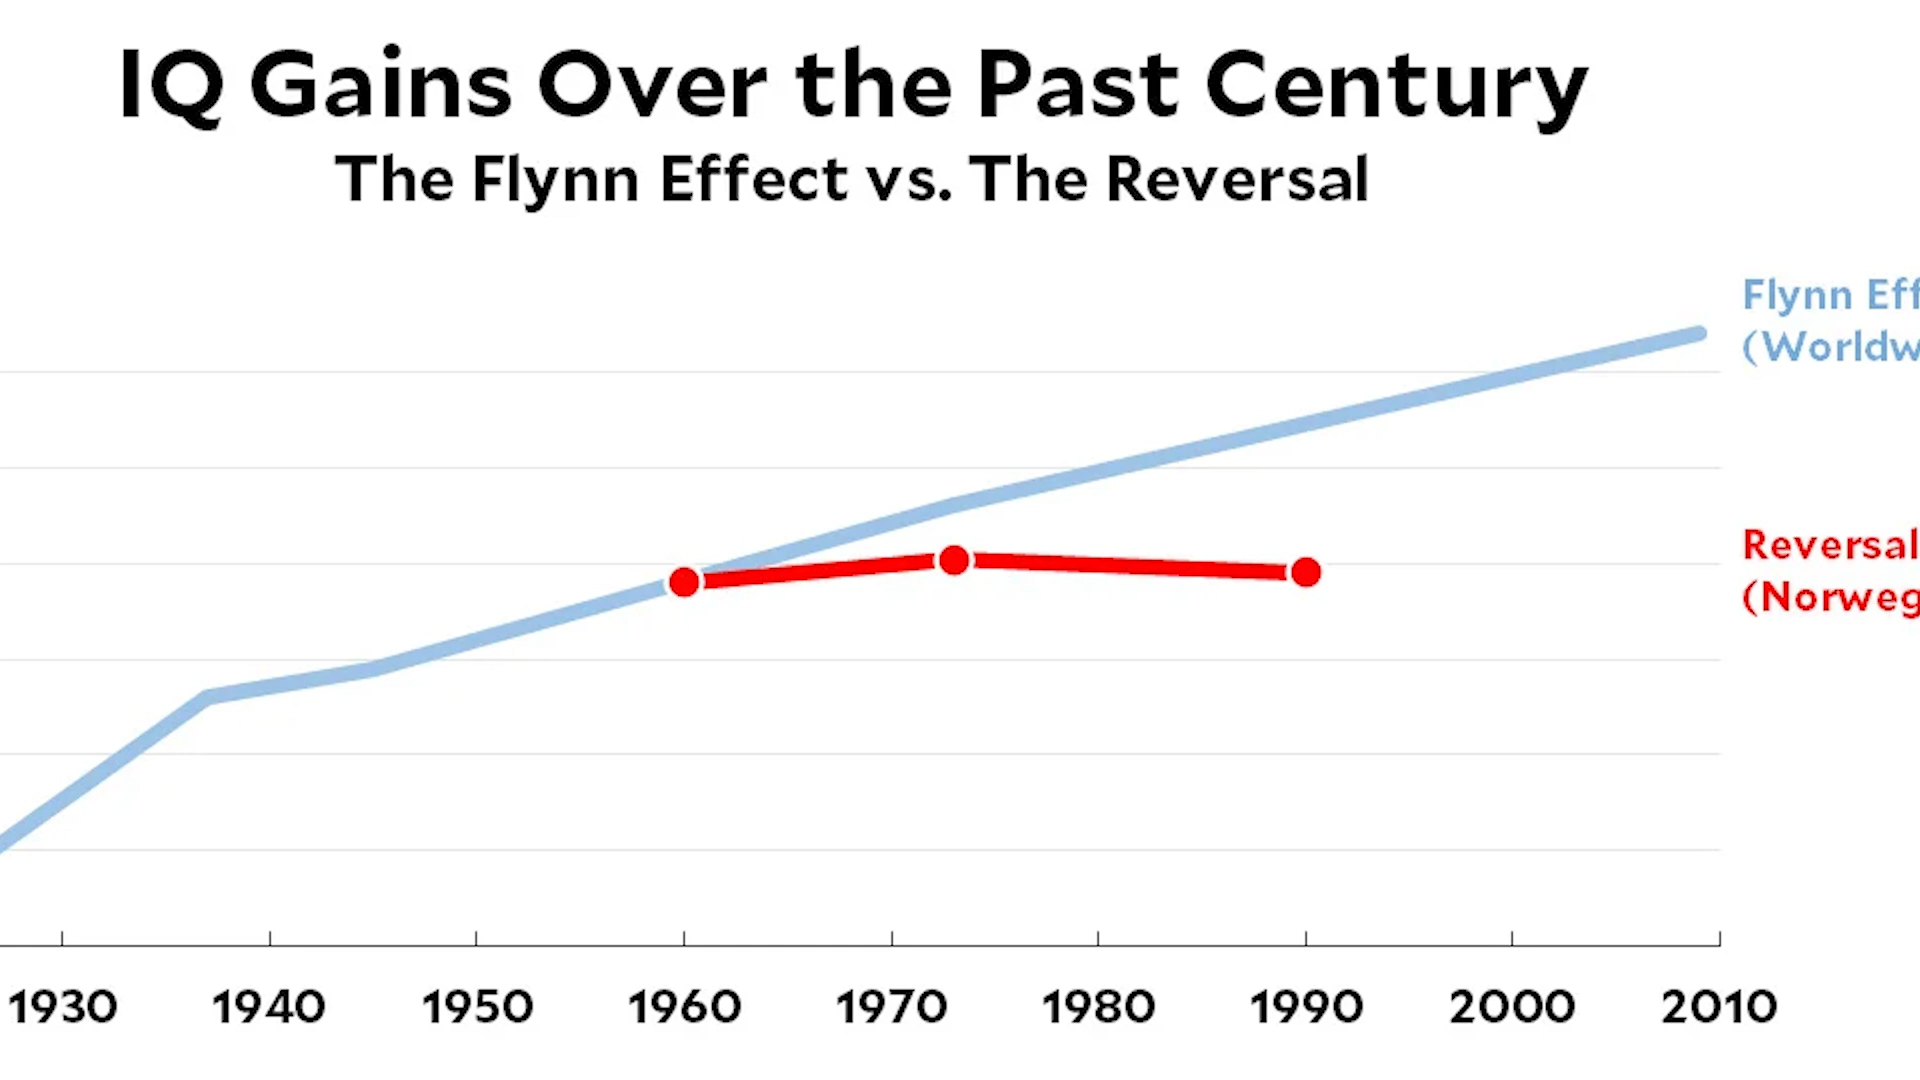 IQ Gains Over the Past Century
The Flynn Effect vs. The Reversal
Flynn Eff
(Worldw
Reversal
(Norweg
1930 1940 1950 1960 1970 1980 1990 2000 2010